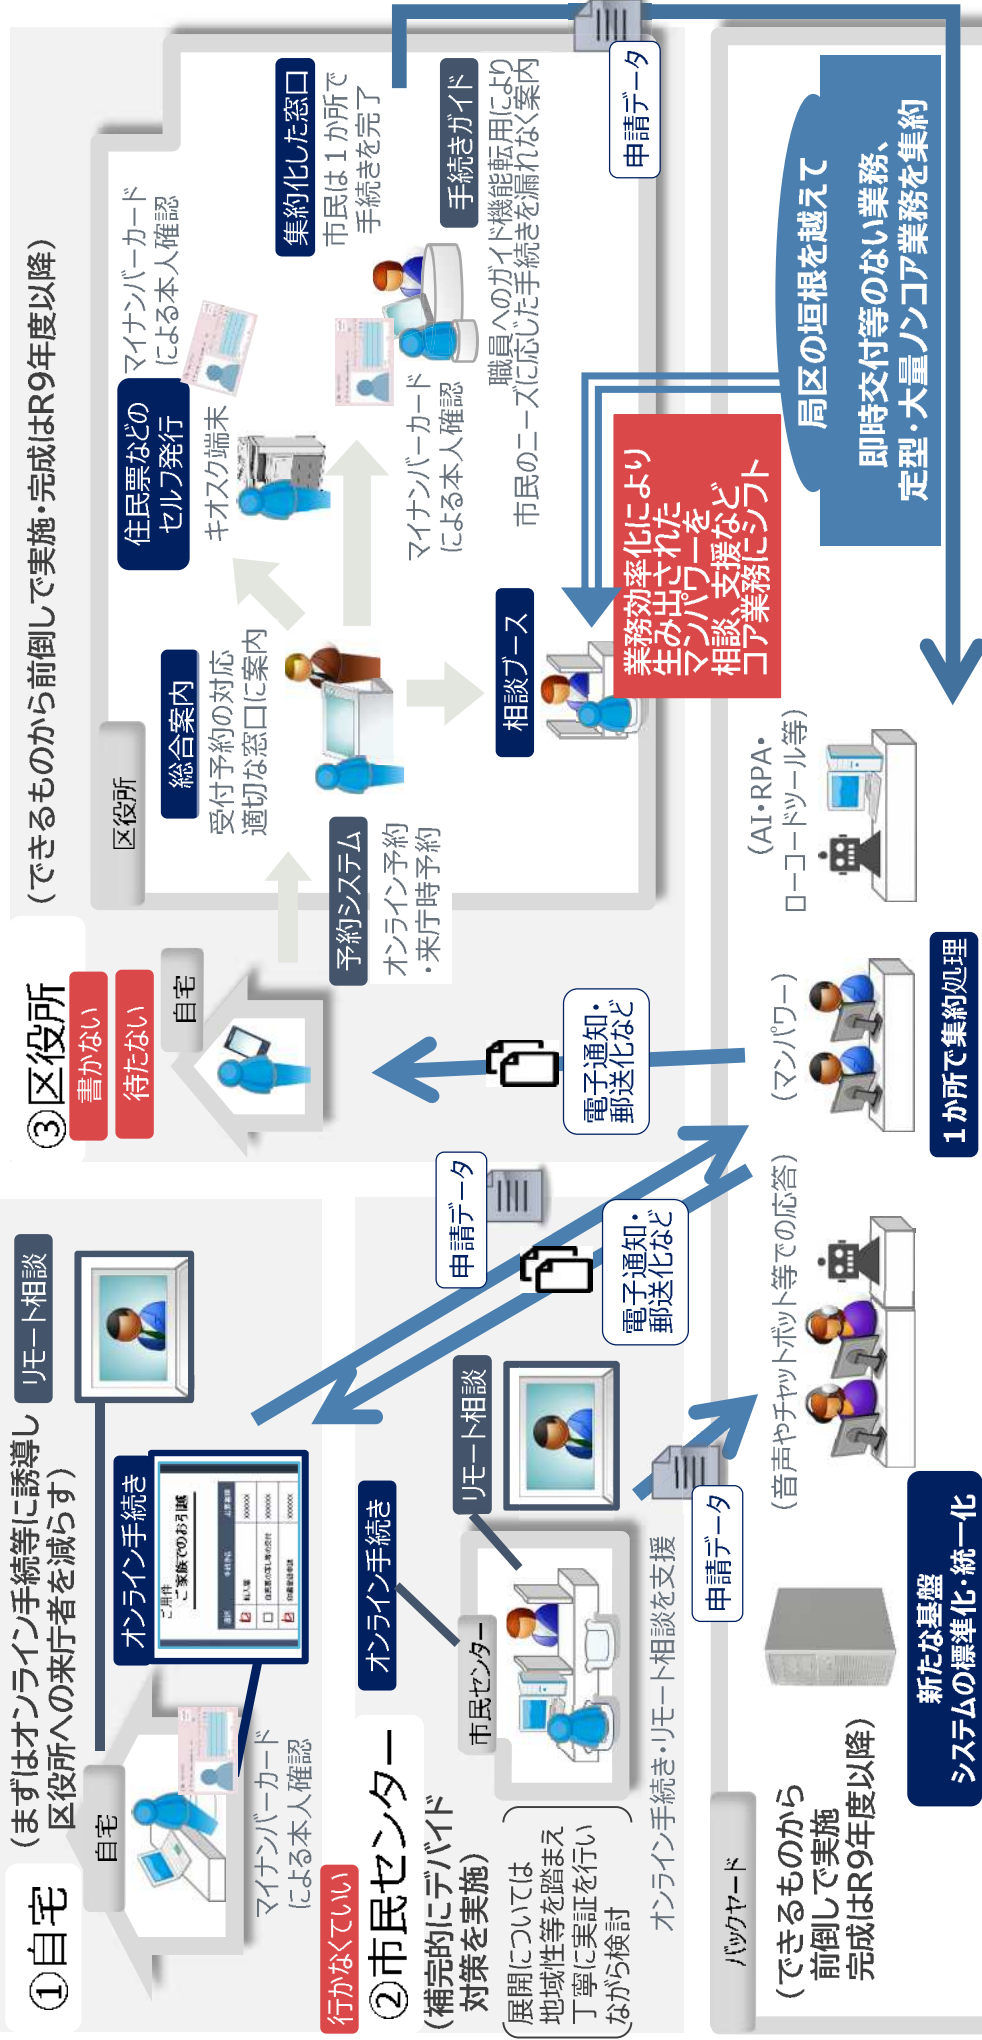 ①自宅
(まずはオンライン手続等に誘導し
区役所への来庁者を減らす)
自宅
リモート相談
オンライン手続き
ご用件
ご家族でのお引越
マイナンバーカード
による本人確認
行かなくていい
②市民センター
(補完的にデバイド
対策を実施)
展開については
地域性等を踏まえ
丁寧に実証を行い
ながら検討
オンライン手続き
市民センター
リモート相談
オンライン手続き・リモート相談を支援
申請データ
申請データ
電子通知・
郵送化など
③区役所
(できるものから前倒しで実施・完成はR9年度以降)
書かない
待たない
自宅
予約システム
オンライン予約
・来庁時予約
電子通知・
郵送化など
区役所
総合案内
受付予約の対応
適切な窓口に案内
住民票などの
セルフ発行
キオスク端末
マイナンバーカード
による本人確認
集約化した窓口
市民は1か所で
手続きを完了
マイナンバーカード
による本人確認
手続きガイド
職員へのガイド機能転用により
市民のニーズに応じた手続きを漏れなく案内
相談ブース
業務効率化により
生み出された
マンパワーを
相談、支援など
コア業務にシフト
申請データ
局区の垣根を越えて
即時交付等のない業務、
定型・大量ノンコア業務を集約
バックヤード
(できるものから
前倒しで実施
完成はR9年度以降)
新たな基盤
システムの標準化・統一化
(音声やチャットボット等での応答)
(マンパワー)
(AI・RPA・
ローコードツール等)
1か所で集約処理